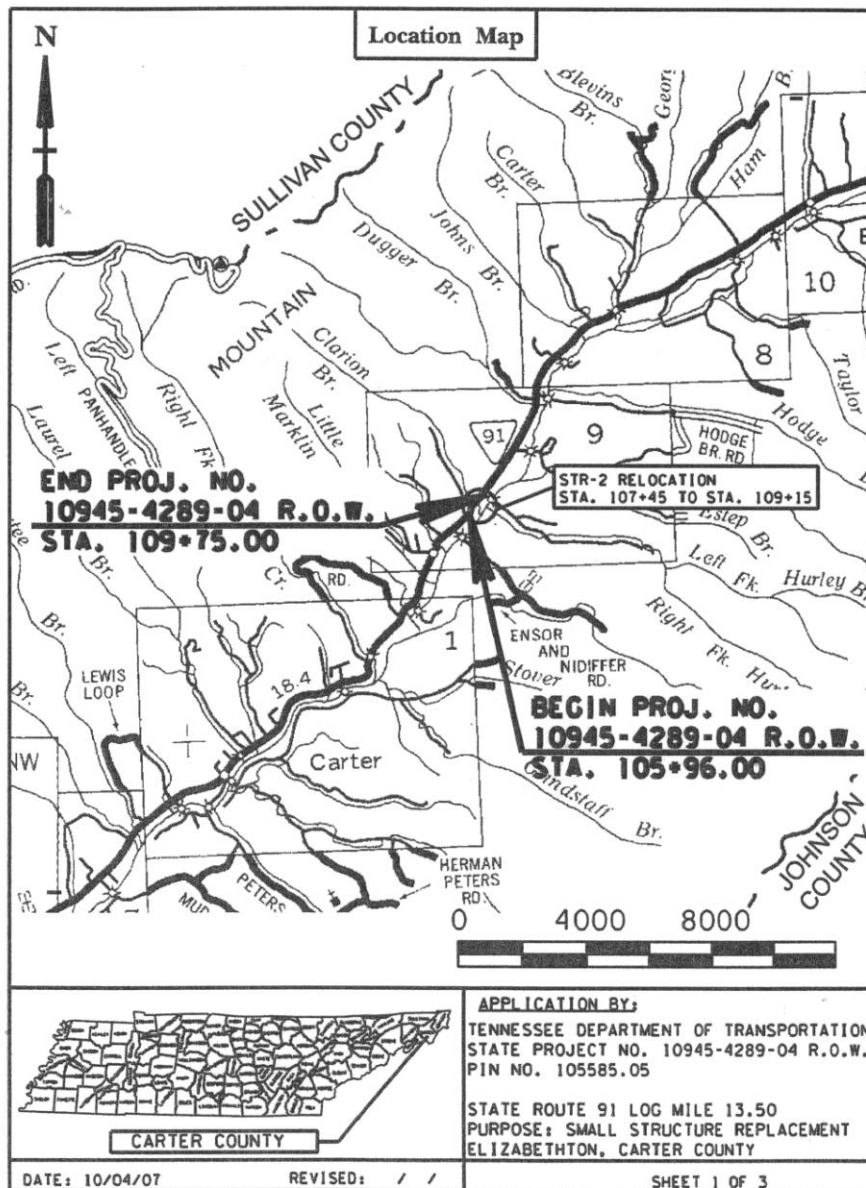 Location Map
N
SULLIVAN COUNTY
Blevins
Br.
Georg
Carter
Br.
Ham
Johns
Br.
Dugger
Br.
10
D.
MOUNTAIN
Clarion
Br.
Left
PANHANDLE
Right
Fk.
Little
Marklin
Laurel
8
Taylor
91
9
HODGE
BR. RD
Hodge
END PROJ. NO.
10945-4289-04 R.O.W.
STA. 109+75.00
STR-2 RELOCATION
STA. 107+45 TO STA. 109+15
Estep
Br.
Left Fk.
Hurley Br
Right Fk.
Br.
Cr.
RD.
1
ENSOR
AND
NIDIFFER
RD.
Stover
LEWIS
LOOP
18.4
Br.
Br.
NW
Carter
BEGIN PROJ. NO.
10945-4289-04 R.O.W.
STA. 105+96.00
Br.
JOHNSON
COUNTY
HERMAN
PETERS
RD.
PETERS
MUD
0 4000 8000
CARTER COUNTY
DATE: 10/04/07 REVISED: / /
APPLICATION BY:
TENNESSEE DEPARTMENT OF TRANSPORTATION
STATE PROJECT NO. 10945-4289-04 R.O.W.
PIN NO. 105585.05
STATE ROUTE 91 LOG MILE 13.50
PURPOSE: SMALL STRUCTURE REPLACEMENT
ELIZABETHTON, CARTER COUNTY
SHEET 1 OF 3